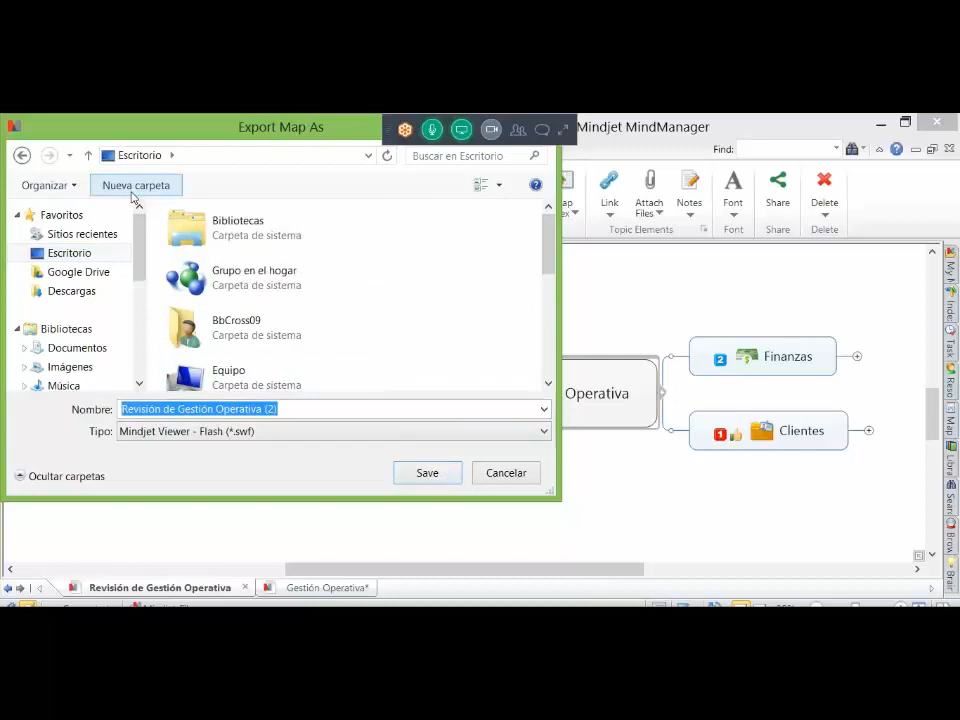 Export Map As
Mindjet MindManager
Escritorio
Buscar en Escritorio
Find:
Organizar
Nueva carpeta
Favoritos
Sitios recientes
Escritorio
Google Drive
Descargas
Bibliotecas
Documentos
Imágenes
Música
Bibliotecas
Carpeta de sistema
Grupo en el hogar
Carpeta de sistema
BbCross09
Carpeta de sistema
Equipo
Carpeta de sistema
Nombre: Revisión de Gestión Operativa (2)
Tipo: Mindjet Viewer - Flash (*.swf)
Ocultar carpetas
Save
Cancelar
Link
Attach
Files
Notes
Font
Share
Delete
Topic Elements
Font
Share
Delete
Operativa
2
Finanzas
1
Clientes
Revisión de Gestión Operativa
Gestión Operativa*